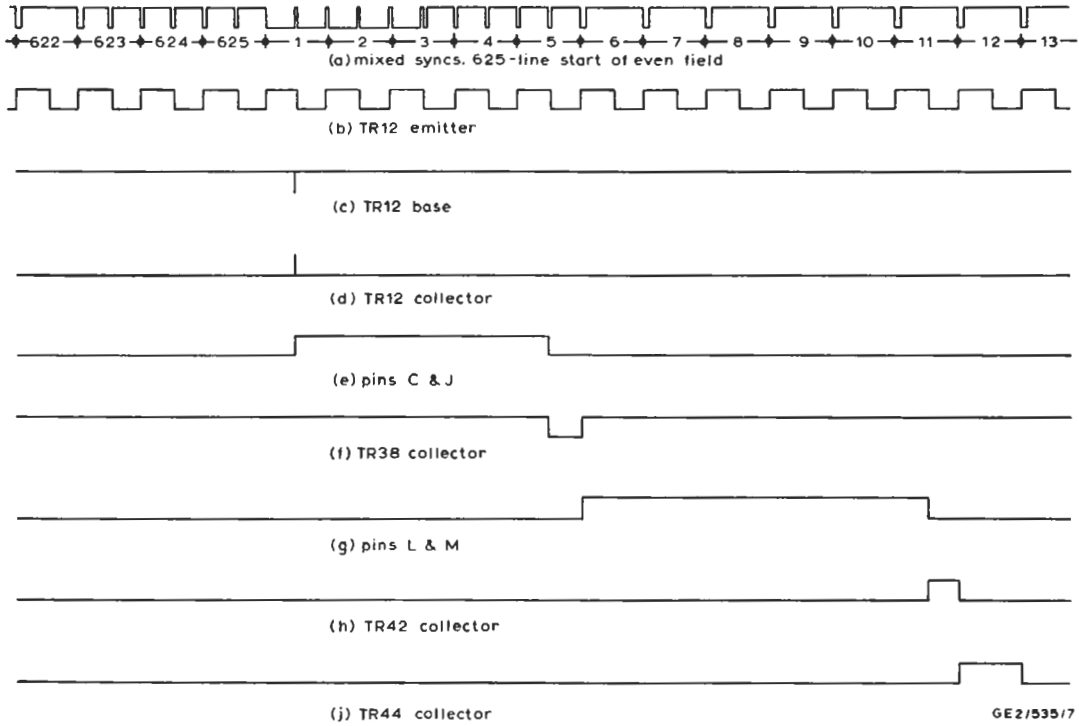 622 623 624 625 1 2 3 4 5 6 7 8 9 10 11 12 13
(a) mixed syncs. 625-line start of even field
(b) TR12 emitter
(c) TR12 base
(d) TR12 collector
(e) pins C & J
(f) TR38 collector
(g) pins L & M
(h) TR42 collector
(j) TR44 collector
GE2/535/7